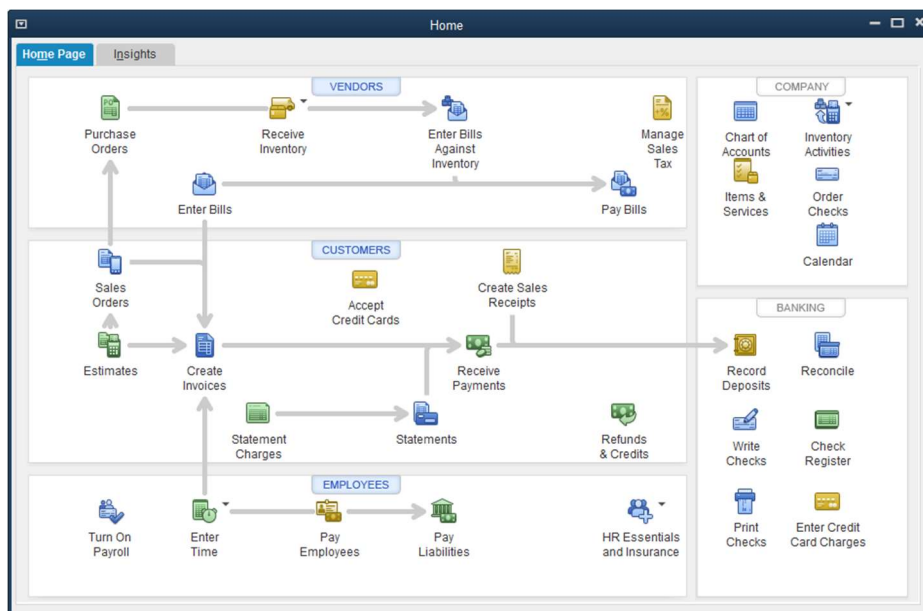 Home
Home Page
Insights
VENDORS
Purchase
Orders
Receive
Inventory
Enter Bills
Against
Inventory
Manage
Sales
Tax
Enter Bills
Pay Bills
CUSTOMERS
Sales
Orders
Accept
Credit Cards
Create Sales
Receipts
Estimates
Create
Invoices
Receive
Payments
Statement
Charges
Statements
Refunds
& Credits
EMPLOYEES
Turn On
Payroll
Enter
Time
Pay
Employees
Pay
Liabilities
HR Essentials
and Insurance
COMPANY
Chart of
Accounts
Inventory
Activities
Items &
Services
Order
Checks
Calendar
BANKING
Record
Deposits
Reconcile
Write
Checks
Check
Register
Print
Checks
Enter Credit
Card Charges